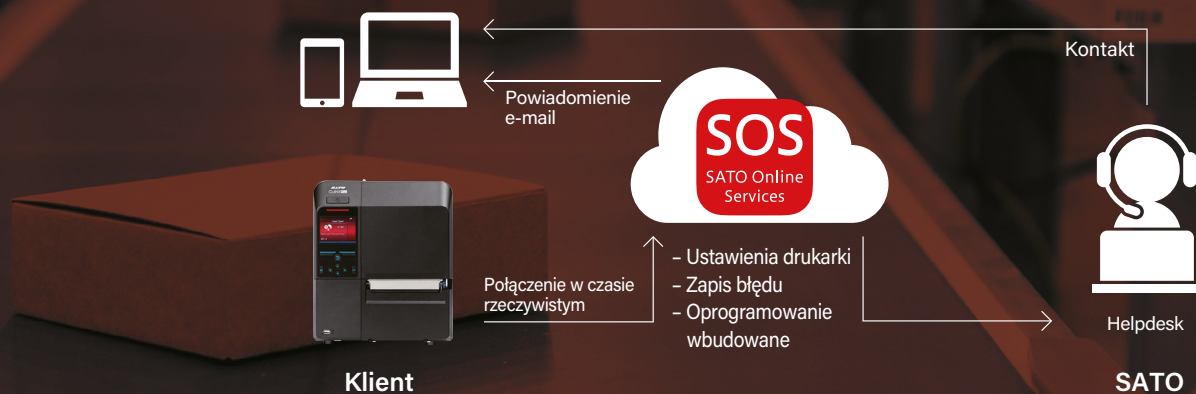 Kontakt
Powiadomienie
e-mail
SOS
SATO Online
Services
SATO
Połączenie w czasie
rzeczywistym
– Ustawienia drukarki
– Zapis błędu
– Oprogramowanie
wbudowane
Helpdesk
Klient
SATO